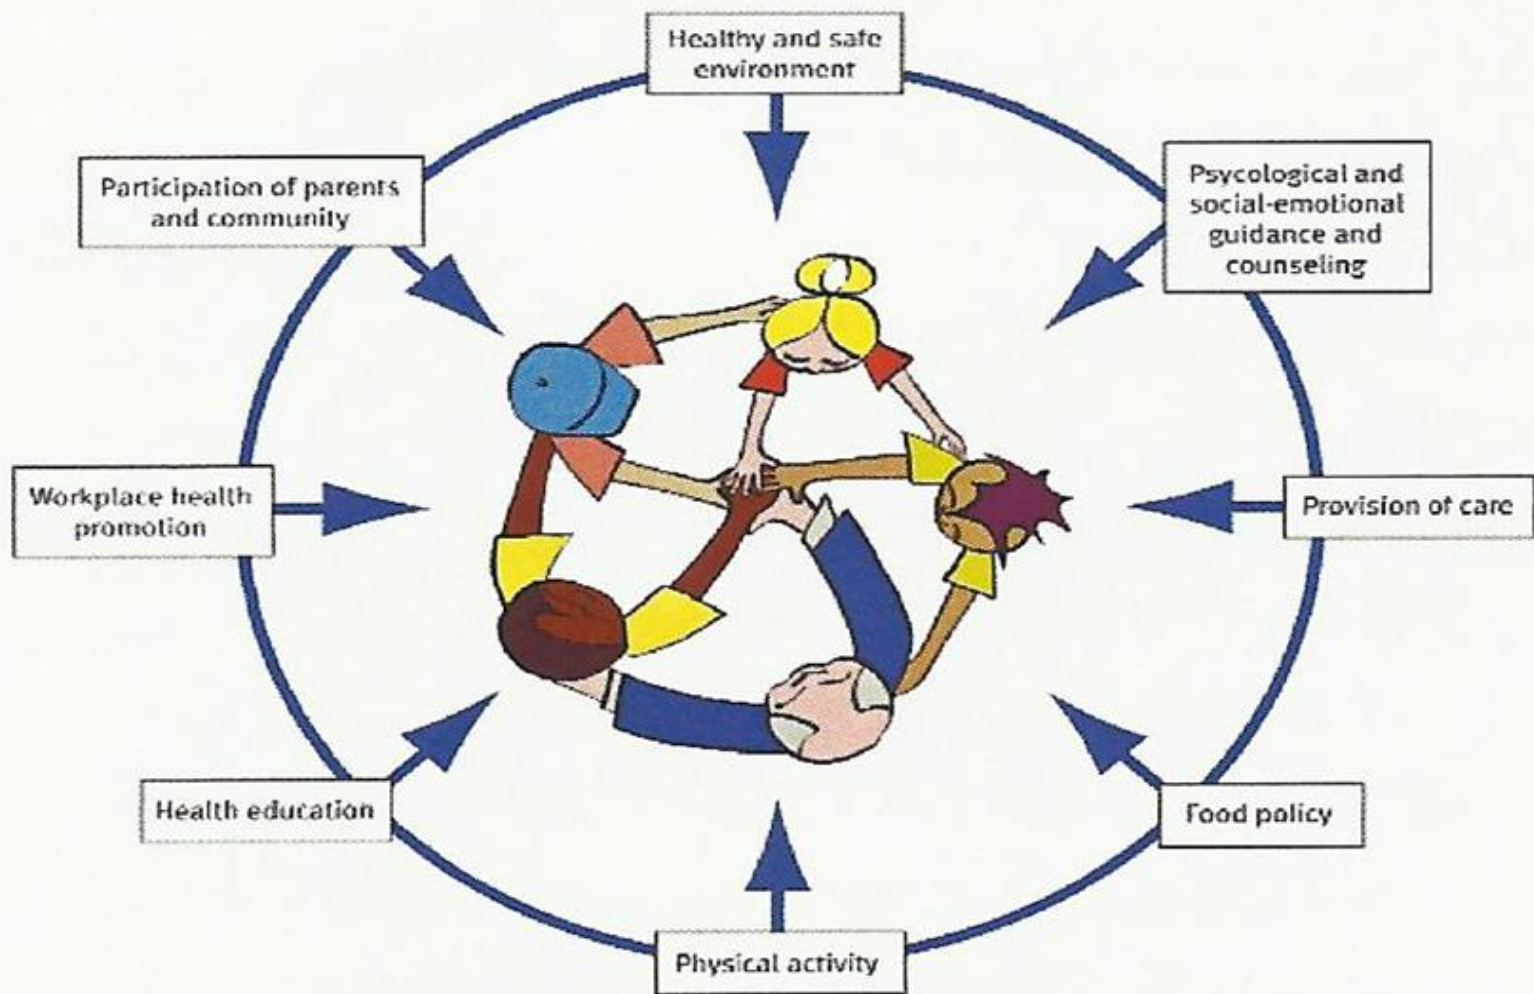 Healthy and safe
environment
Psycological and
social-emotional
guidance and
counseling
Provision of care
Food policy
Physical activity
Health education
Workplace health
promotion
Participation of parents
and community